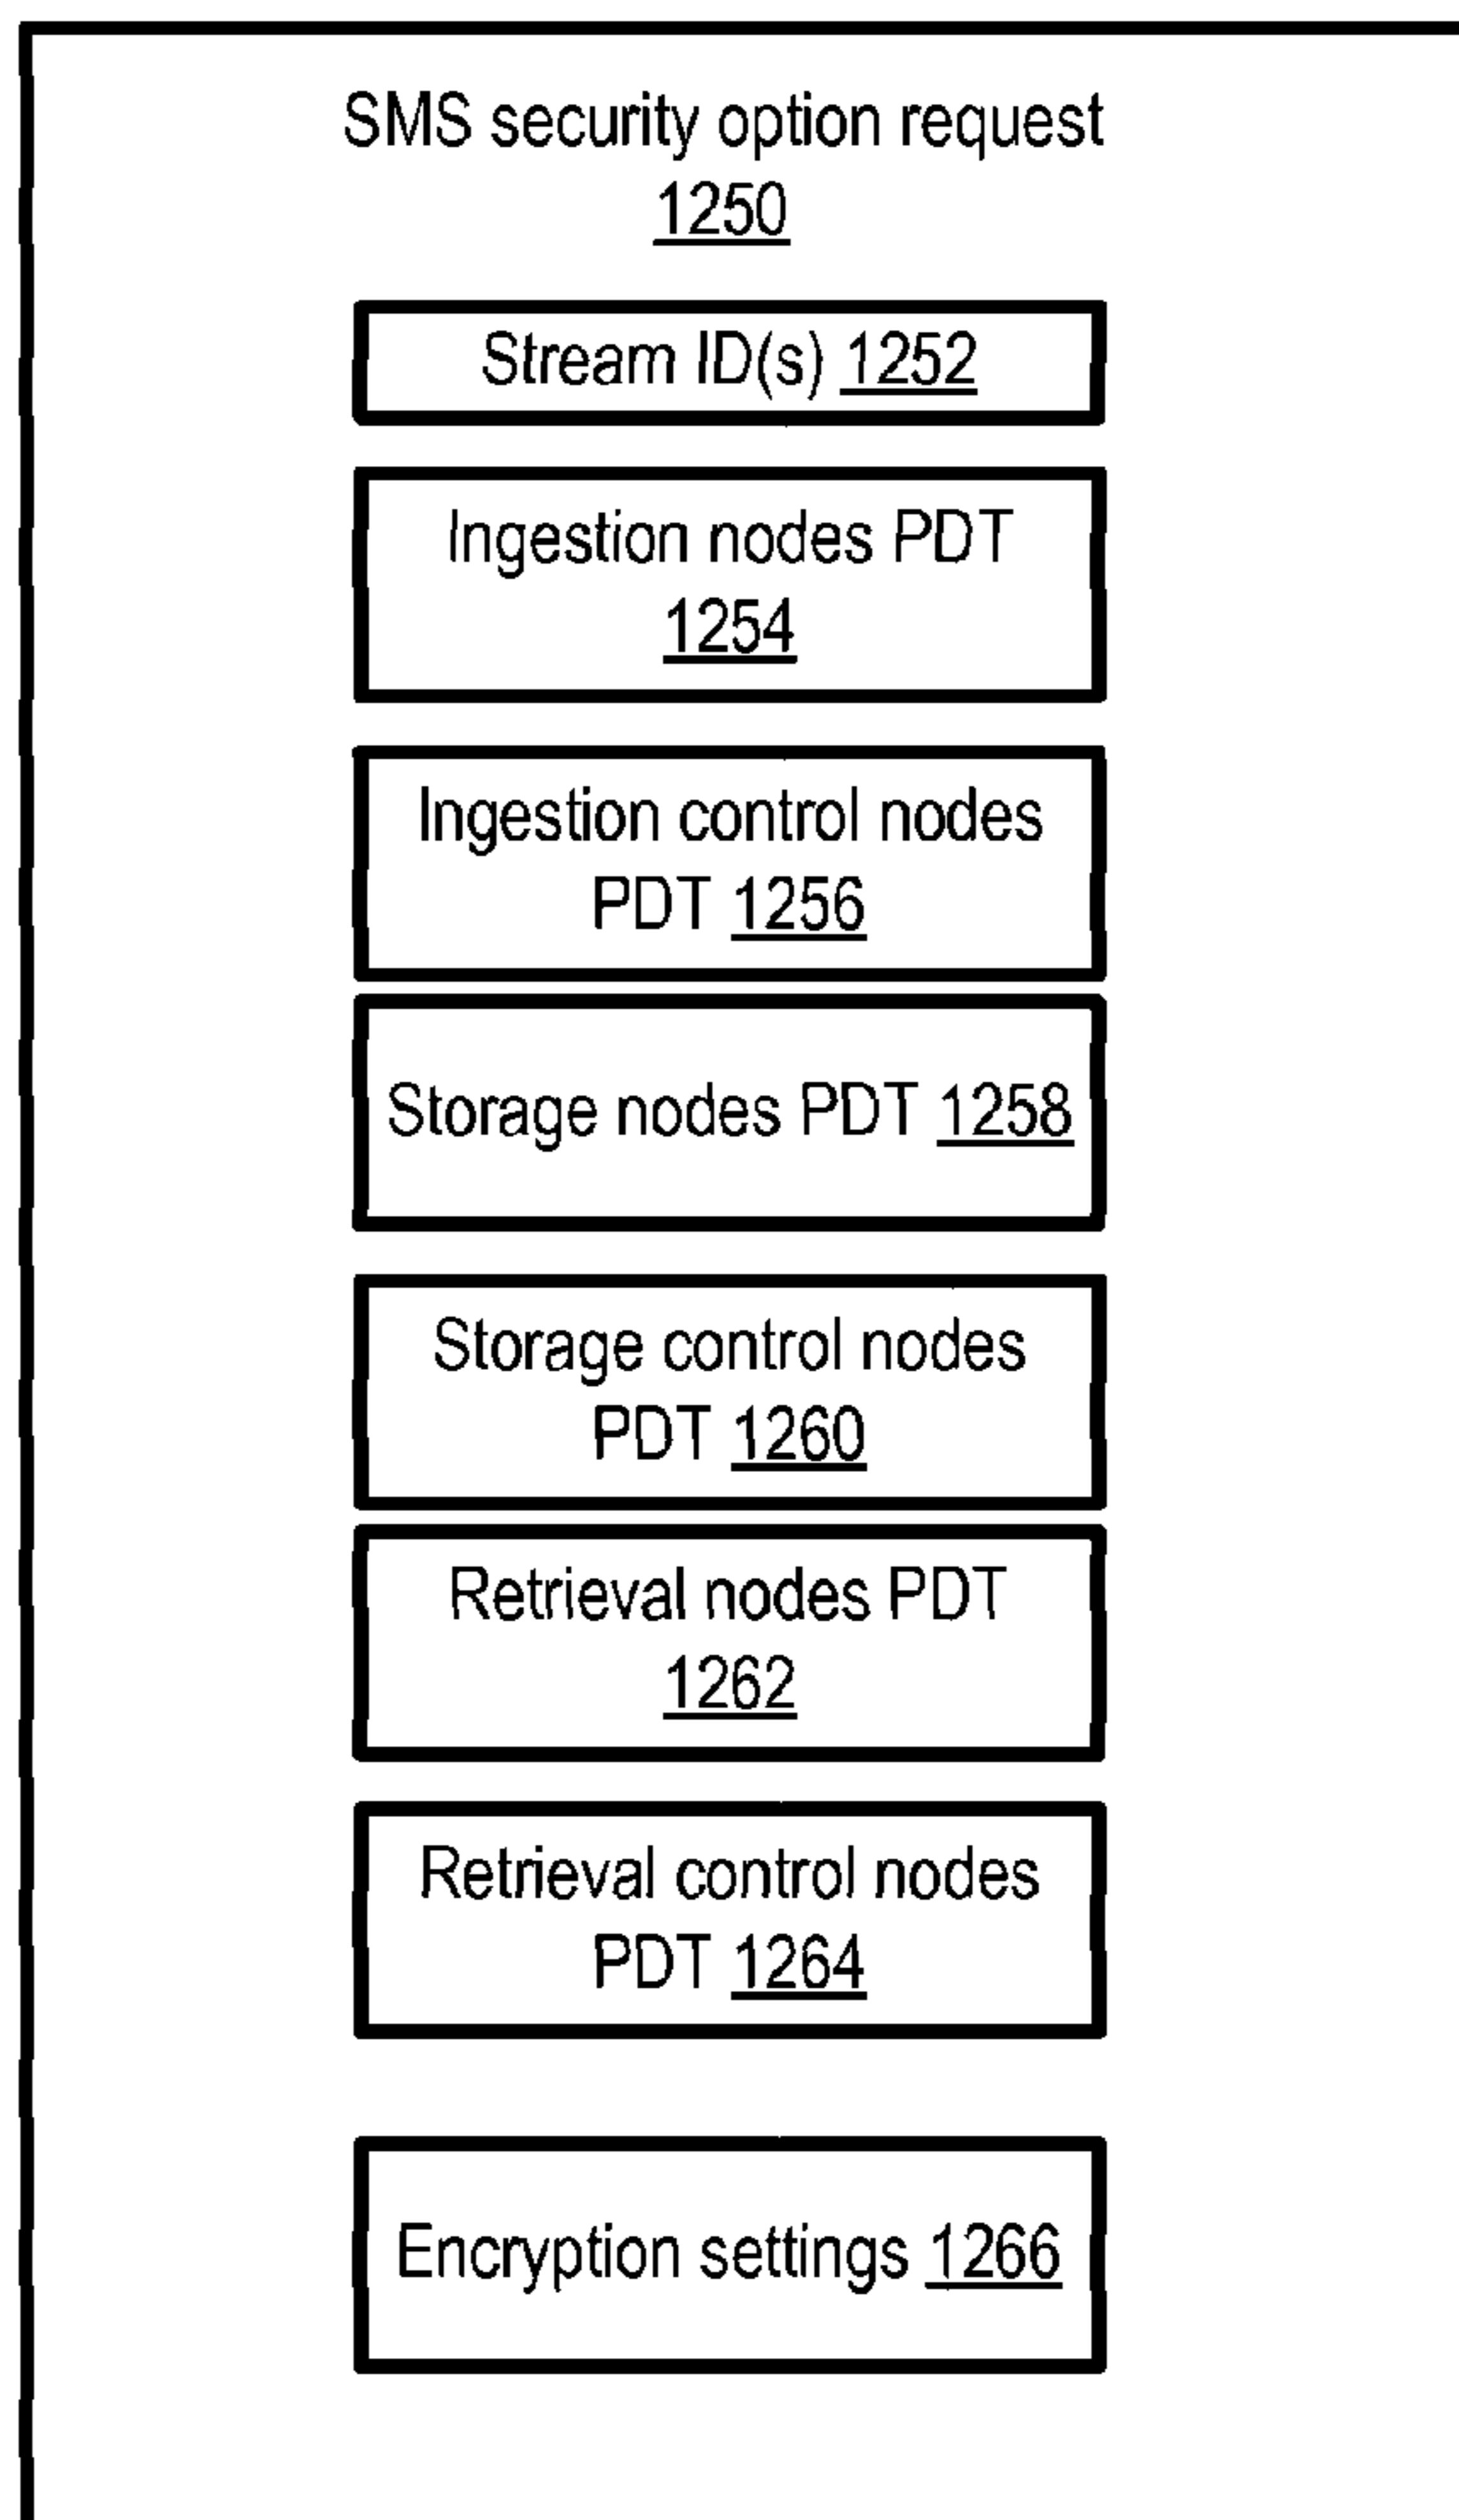 SMS security option request
1250
Stream ID(s) 1252
Ingestion nodes PDT
1254
Ingestion control nodes
PDT 1256
Storage nodes PDT 1258
Storage control nodes
PDT 1260
Retrieval nodes PDT
1262
Retrieval control nodes
PDT 1264
Encryption settings 1266